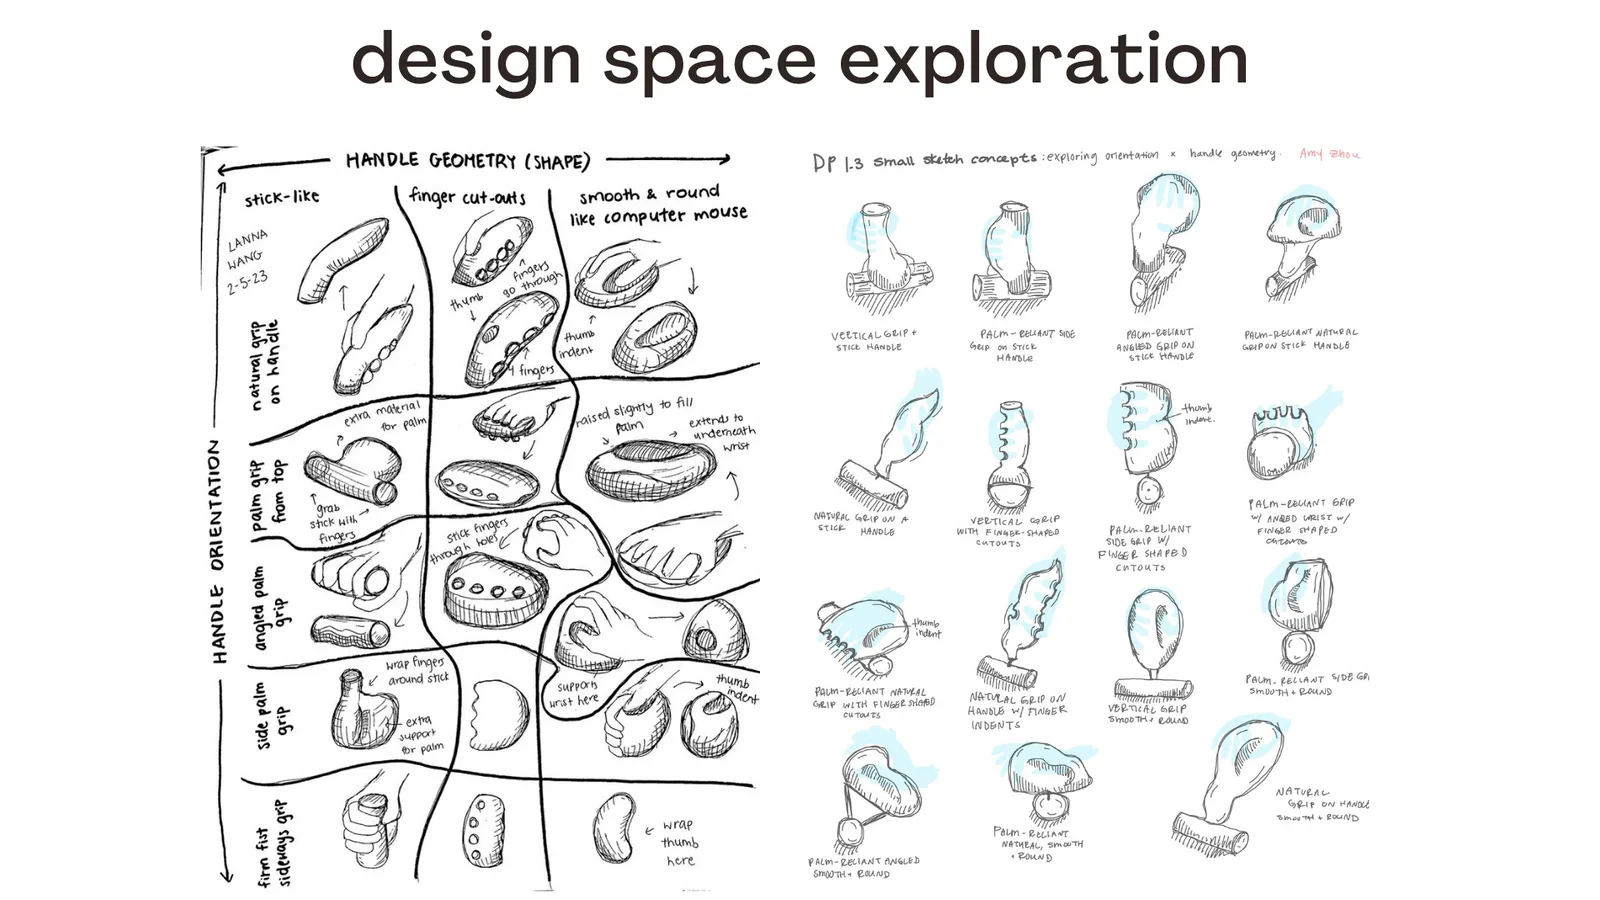 design space exploration
HANDLE GEOMETRY (SHAPE)
stick-like
finger cut-outs
smooth & round
like computer mouse
LANNA
WANG
2-5-23
HANDLE ORIENTATION
natural grip
on handle
fingers
go through
thumb
4 fingers
thumb
indent
palm grip
from top
extra material
for palm
grab
stick with
fingers
raised slightly to fill
palm
extends to
underneath
wrist
angled palm
grip
stick fingers
through holes
supports
wrist here
side palm
grip
wrap fingers
around stick
extra
support
for palm
thumb
indent
firm fist
sideways grip
wrap
thumb
here
DP 1.3 small sketch concepts: exploring orientation x handle geometry. Amy Zhou
VERTICAL GRIP +
STICK HANDLE
PALM-RELIANT SIDE
GRIP ON STICK
HANDLE
PALM-RELIANT
ANGLED GRIP ON
STICK HANDLE
PALM-RELIANT NATURAL
GRIP ON STICK HANDLE
NATURAL GRIP ON A
STICK HANDLE
VERTICAL GRIP
WITH FINGER-SHAPED
CUTOUTS
thumb
indent.
PALM-RELIANT
SIDE GRIP W/
FINGER SHAPED
CUTOUTS
PALM-RELIANT GRIP
W/ ANGLED WRIST W/
FINGER SHAPED
CUTOUTS
thumb
indent
PALM-RELIANT NATURAL
GRIP WITH FINGER SHAPED
CUTOUTS
NATURAL GRIP ON
HANDLE W/ FINGER
INDENTS
VERTICAL GRIP
SMOOTH + ROUND
PALM-RELIANT SIDE GRI
SMOOTH + ROUND
PALM-RELIANT ANGLED
SMOOTH + ROUND
PALM-RELIANT
NATURAL, SMOOTH
+ ROUND
NATURAL
GRIP ON HANDLE
SMOOTH + ROUND